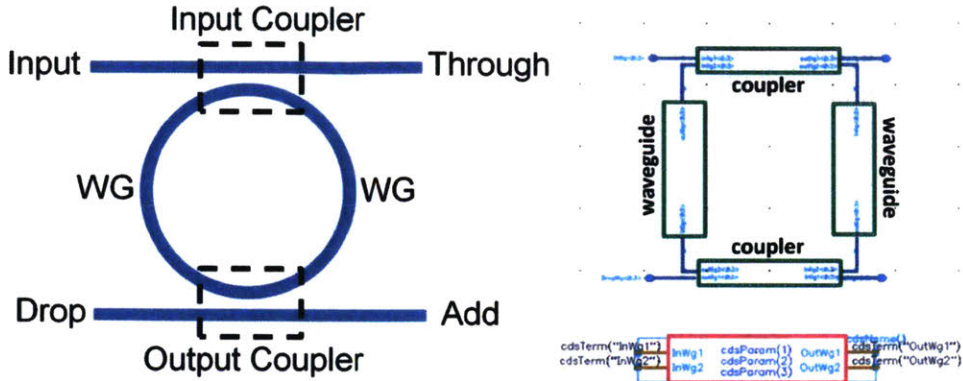 Input Coupler
Input
Through
WG
WG
Drop
Add
Output Coupler
coupler
waveguide
waveguide
coupler
cdsName()
cdsTerm("InWg1")
InWg1
cdsParam(1)
OutWg1
cdsTerm("OutWg1")
cdsTerm("InWg2")
InWg2
cdsParam(2)
OutWg2
cdsTerm("OutWg2")
cdsParam(3)